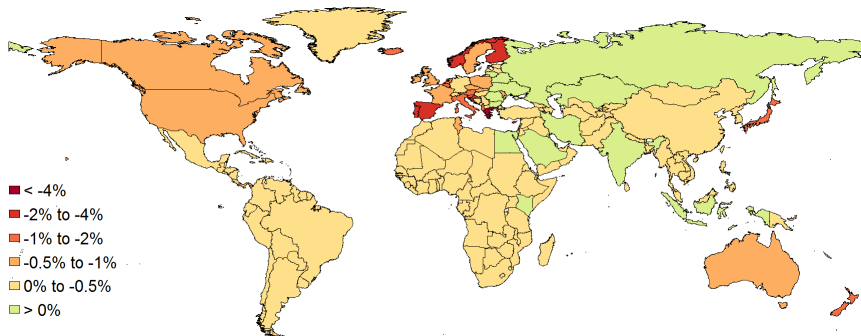 < -4%
-2% to -4%
-1% to -2%
-0.5% to -1%
0% to -0.5%
> 0%